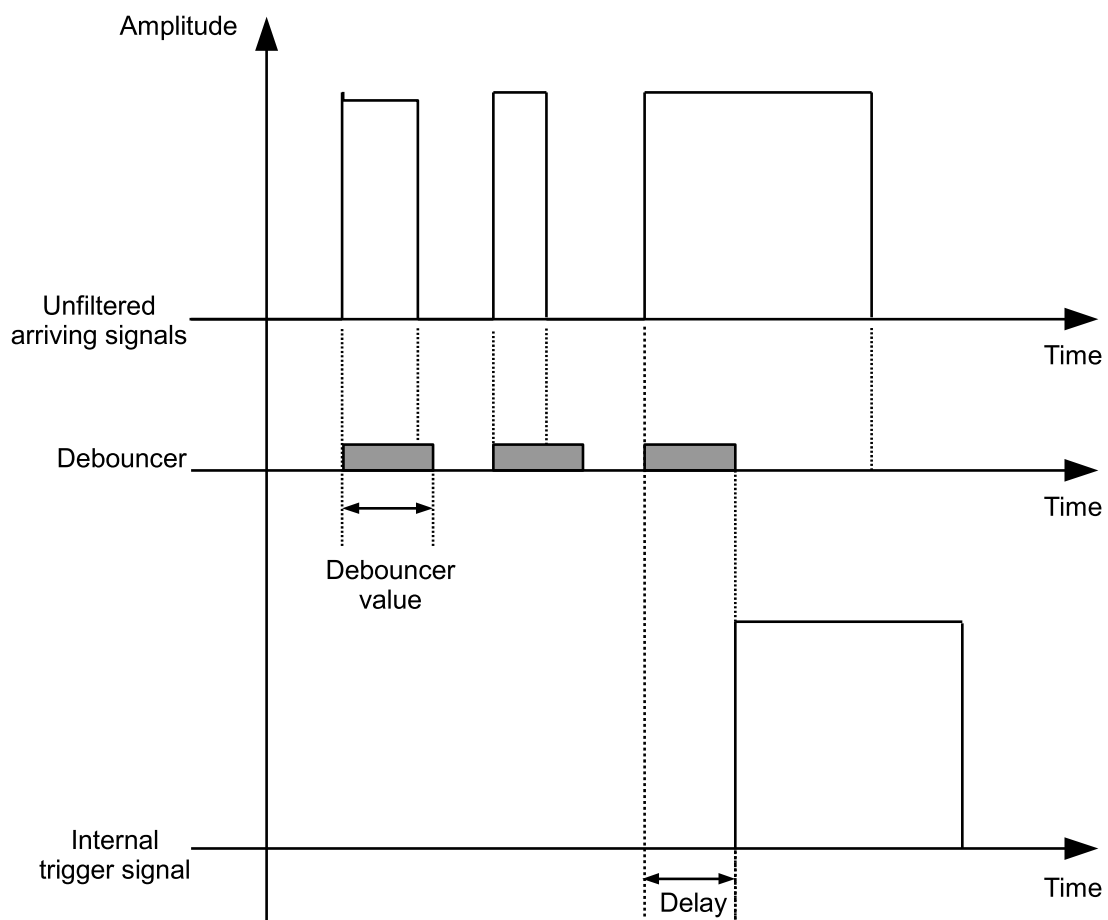 Amplitude
Unfiltered
arriving signals
Time
Debouncer
Time
Debouncer
value
Internal
trigger signal
Time
Delay